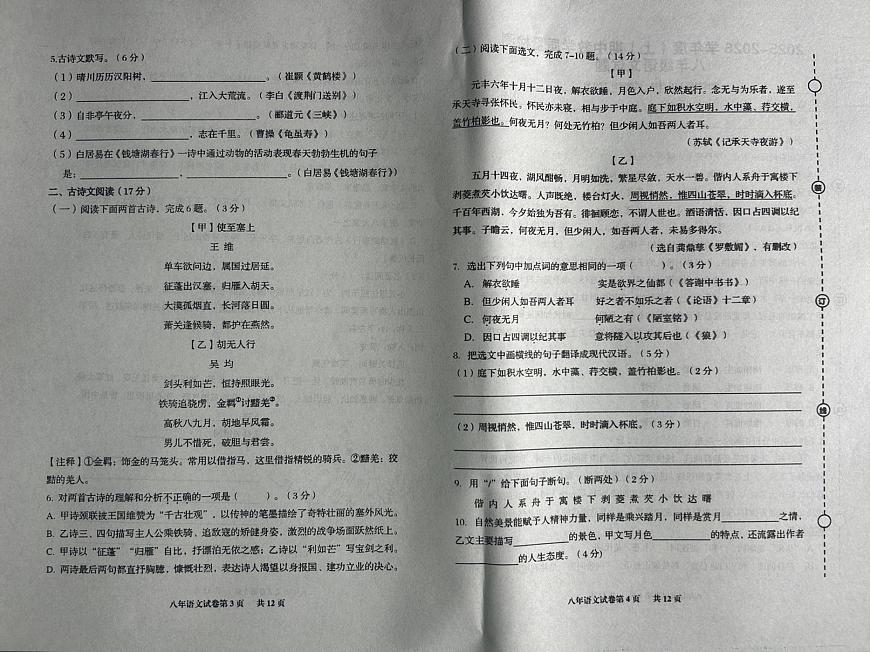 5.古诗文默写。(6分)
(1)晴川历历汉阳树,____________________。(崔颢《黄鹤楼》)
(2)____________________,江入大荒流。(李白《渡荆门送别》)
(3)自非亭午夜分,____________________。(郦道元《三峡》)
(4)____________________,志在千里。(曹操《龟虽寿》)
(5)白居易在《钱塘湖春行》一诗中通过动物的活动表现春天勃勃生机的句子
是:____________________,____________________。(白居易《钱塘湖春行》)
二、古诗文阅读(17分)
(一)阅读下面两首古诗,完成6题。(3分)
【甲】使至塞上
王 维
单车欲问边,属国过居延。
征蓬出汉塞,归雁入胡天。
大漠孤烟直,长河落日圆。
萧关逢候骑,都护在燕然。
【乙】胡无人行
吴 均
剑头利如芒,恒持照眼光。
铁骑追骁虏,金羁①讨黠羌②。
高秋八九月,胡地早风霜。
男儿不惜死,破胆与君尝。
【注释】①金羁:饰金的马笼头。常用以借指马,这里借指精锐的骑兵。②黠羌:狡
黠的羌人。
6. 对两首古诗的理解和分析不正确的一项是( )。(3分)
A. 甲诗颈联被王国维赞为“千古壮观”,以传神的笔墨描绘了奇特壮丽的塞外风光。
B. 乙诗三、四句描写主人公乘铁骑、追敌寇的矫健身姿,激烈的战争场面跃然纸上。
C. 甲诗以“征蓬”“归雁”自比,抒漂泊无依之感;乙诗以“利如芒”写宝剑之利。
D. 两诗最后两句都直抒胸臆,慷慨壮烈,表达诗人渴望以身报国、建功立业的决心。
八年语文试卷第3页 共12页
(二)阅读下面选文,完成7-10题。(14分)
【甲】
元丰六年十月十二日夜,解衣欲睡,月色入户,欣然起行。念无与为乐者,遂至
承天寺寻张怀民。怀民亦未寝,相与步于中庭。庭下如积水空明,水中藻、荇交横,
盖竹柏影也。何夜无月?何处无竹柏?但少闲人如吾两人者耳。
(苏轼《记承天寺夜游》)
【乙】
五月十四夜,湖风酣畅,月明如洗,繁星尽敛,天水一碧。偕内人系舟于寓楼下
剥菱煮芡小饮达曙。人声既绝,楼台灯火,周视悄然,惟四山苍翠,时时滴入杯底。
千百年西湖,今夕始独为吾有。徘徊顾恋,不谓人世也。酒语清恬,因口占四调以纪
其事。子瞻云,何夜无月,但少闲人,如吾两人者,未易多得尔。
(选自龚鼎孳《罗敷媚》,有删改)
7. 选出下列句中加点词的意思相同的一项( )。(3分)
A. 解衣欲睡 实是欲界之仙都(《答谢中书书》)
B. 但少闲人如吾两人者耳 好之者不如乐之者(《论语》十二章)
C. 何夜无月 何陋之有(《陋室铭》)
D. 因口占四调以纪其事 意将隧入以攻其后也(《狼》)
8. 把选文中画横线的句子翻译成现代汉语。(5分)
(1)庭下如积水空明,水中藻、荇交横,盖竹柏影也。(2分)
(2)周视悄然,惟四山苍翠,时时滴入杯底。(3分)
9. 用“/”给下面句子断句。(断两处)(2分)
偕 内 人 系 舟 于 寓 楼 下 剥 菱 煮 芡 小 饮 达 曙
10. 自然美景能赋予人精神力量,同样是乘兴踏月,同样是赏月__________之情,
乙文主要描写__________的景色,甲文写月色__________的特点,还流露出作者
__________的人生态度。(4分)
八年语文试卷第4页 共12页
订
线